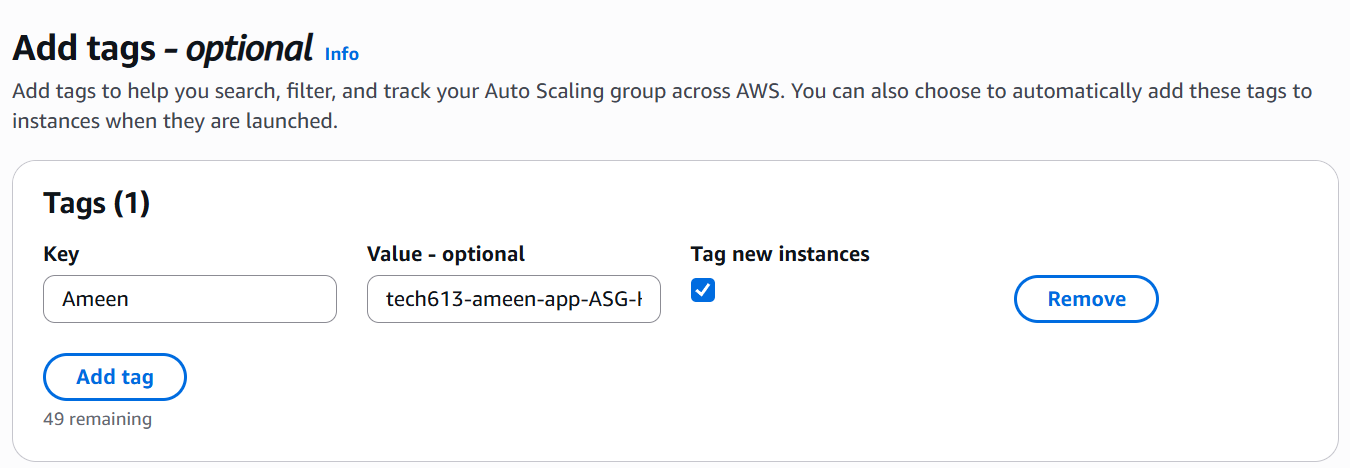 Add tags - optional Info
Add tags to help you search, filter, and track your Auto Scaling group across AWS. You can also choose to automatically add these tags to
instances when they are launched.
Tags (1)
Key Value - optional Tag new instances
Ameen tech613-ameen-app-ASG- Remove
Add tag
49 remaining